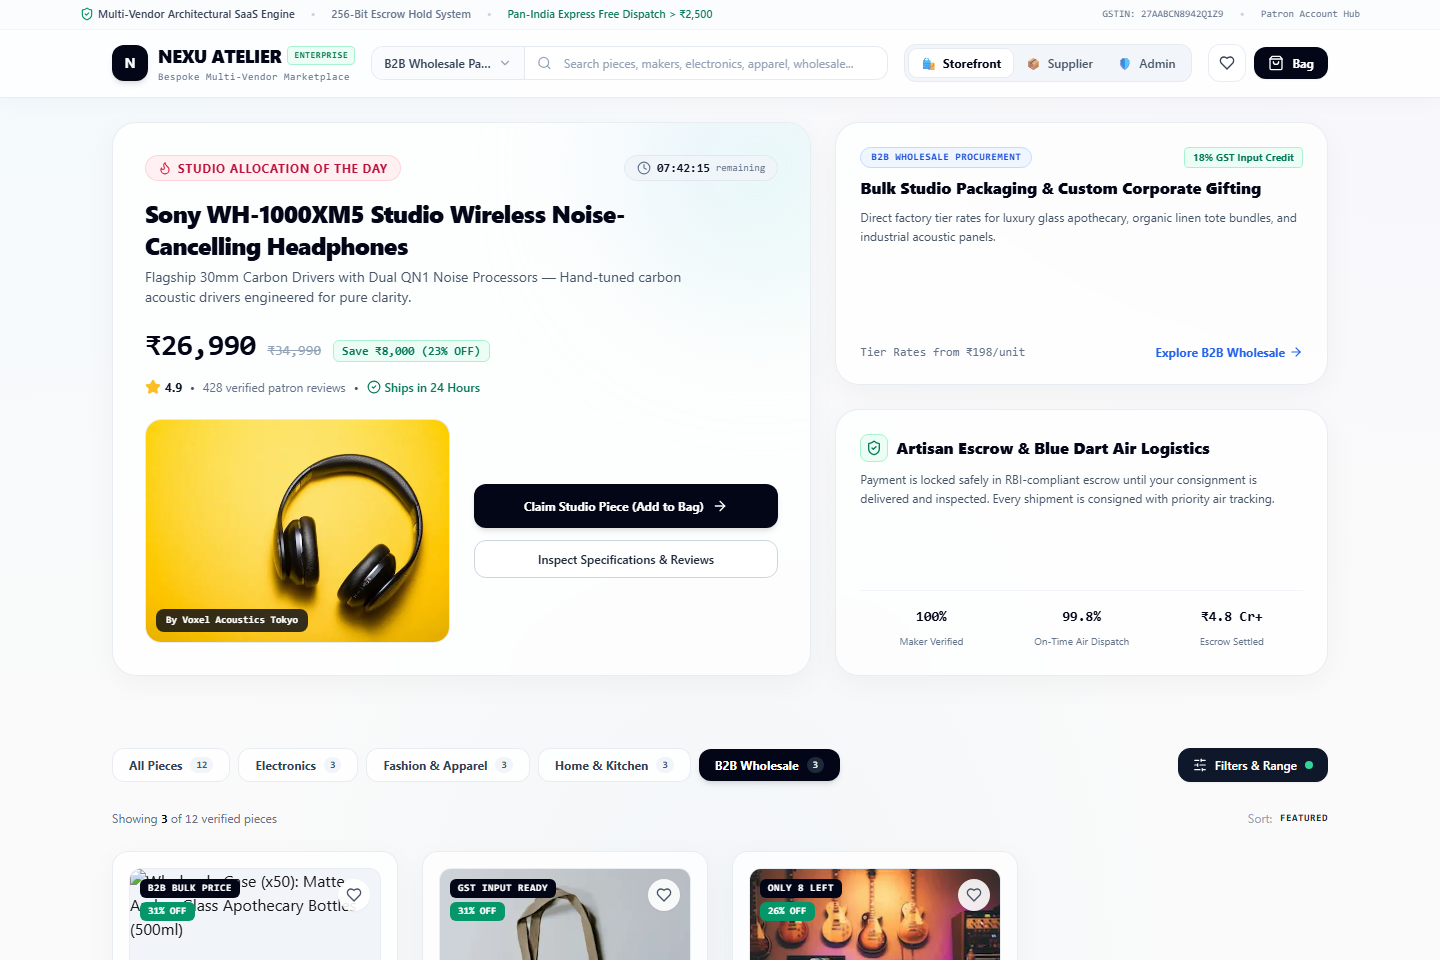 Multi-Vendor Architectural SaaS Engine • 256-Bit Escrow Hold System • Pan-India Express Free Dispatch > ₹2,500
GSTIN: 27AABCN8942Q1Z9 • Patron Account Hub
N
NEXU ATELIER ENTERPRISE
Bespoke Multi-Vendor Marketplace
B2B Wholesale Pa...
Search pieces, makers, electronics, apparel, wholesale...
Storefront
Supplier
Admin
Bag
STUDIO ALLOCATION OF THE DAY
07:42:15 remaining
Sony WH-1000XM5 Studio Wireless Noise-
Cancelling Headphones
Flagship 30mm Carbon Drivers with Dual QN1 Noise Processors — Hand-tuned carbon
acoustic drivers engineered for pure clarity.
₹26,990 ₹34,990 Save ₹8,000 (23% OFF)
4.9 • 428 verified patron reviews • Ships in 24 Hours
By Voxel Acoustics Tokyo
Claim Studio Piece (Add to Bag)
Inspect Specifications & Reviews
B2B WHOLESALE PROCUREMENT
18% GST Input Credit
Bulk Studio Packaging & Custom Corporate Gifting
Direct factory tier rates for luxury glass apothecary, organic linen tote bundles, and
industrial acoustic panels.
Tier Rates from ₹198/unit
Explore B2B Wholesale
Artisan Escrow & Blue Dart Air Logistics
Payment is locked safely in RBI-compliant escrow until your consignment is
delivered and inspected. Every shipment is consigned with priority air tracking.
100%
Maker Verified
99.8%
On-Time Air Dispatch
₹4.8 Cr+
Escrow Settled
All Pieces 12
Electronics 3
Fashion & Apparel 3
Home & Kitchen 3
B2B Wholesale 3
Filters & Range
Showing 3 of 12 verified pieces
Sort: FEATURED
Case (x50): Matte
Glass Apothecary
(500ml)
B2B BULK PRICE
31% OFF
GST INPUT READY
31% OFF
ONLY 8 LEFT
26% OFF